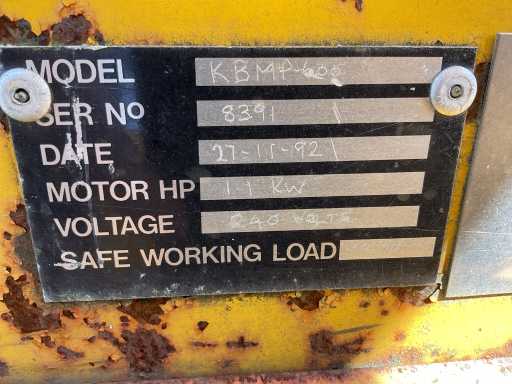 MODEL KBMP-600
SER NO 8391
DATE 27-11-92
MOTOR HP 1.1 KW
VOLTAGE 240 VOLTS
SAFE WORKING LOAD